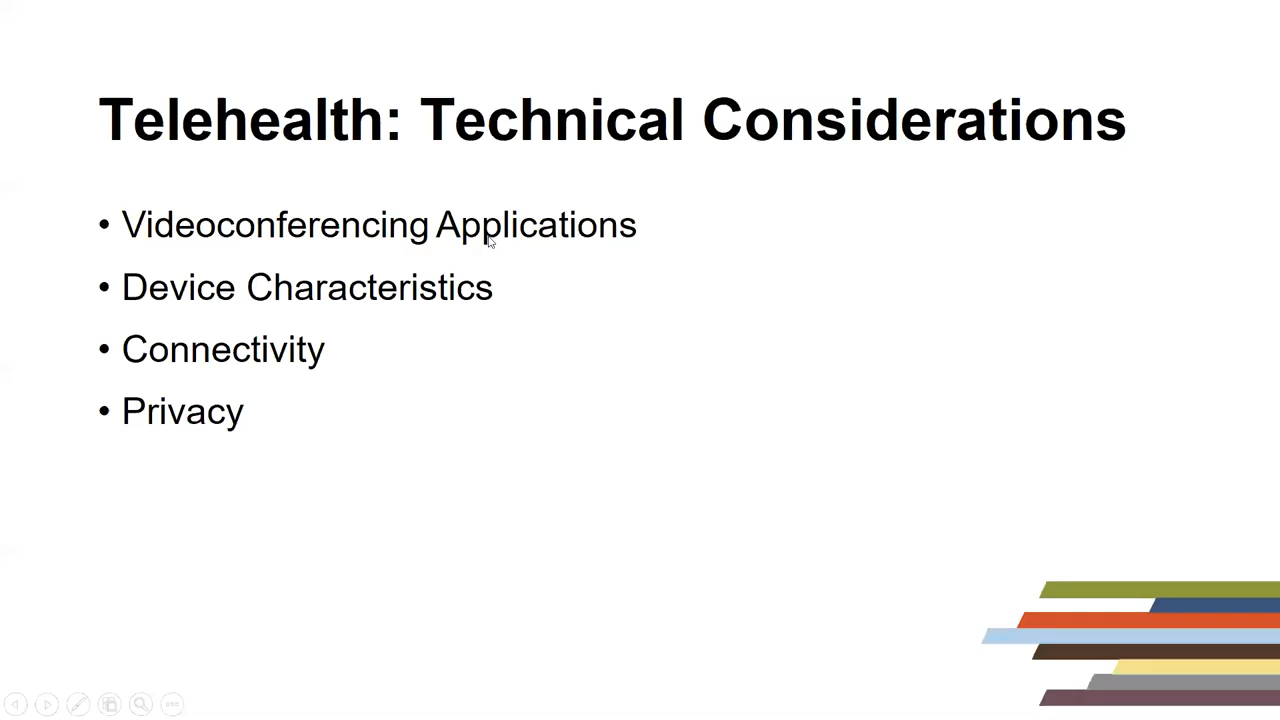 Telehealth: Technical Considerations
• Videoconferencing Applications
• Device Characteristics
• Connectivity
• Privacy